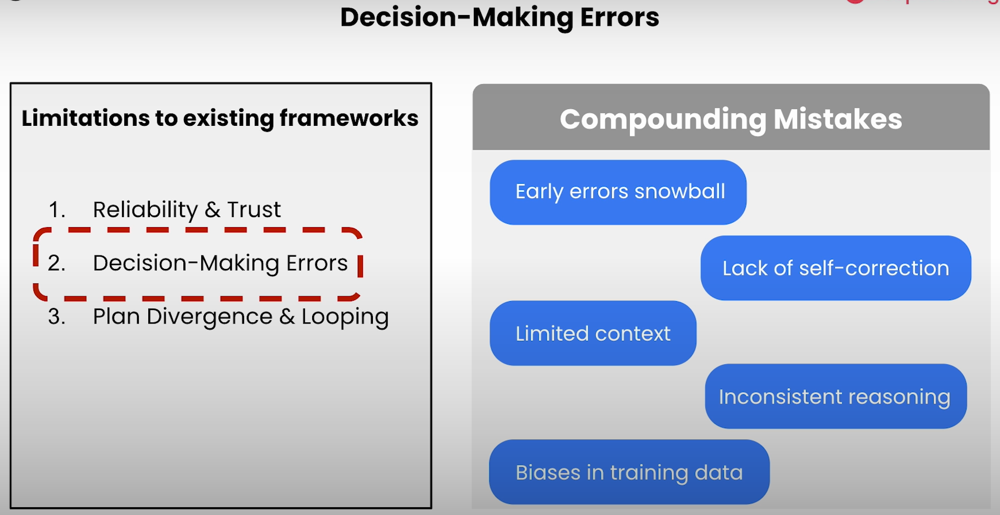 Decision-Making Errors
Limitations to existing frameworks
1. Reliability & Trust
2. Decision-Making Errors
3. Plan Divergence & Looping
Compounding Mistakes
Early errors snowball
Lack of self-correction
Limited context
Inconsistent reasoning
Biases in training data